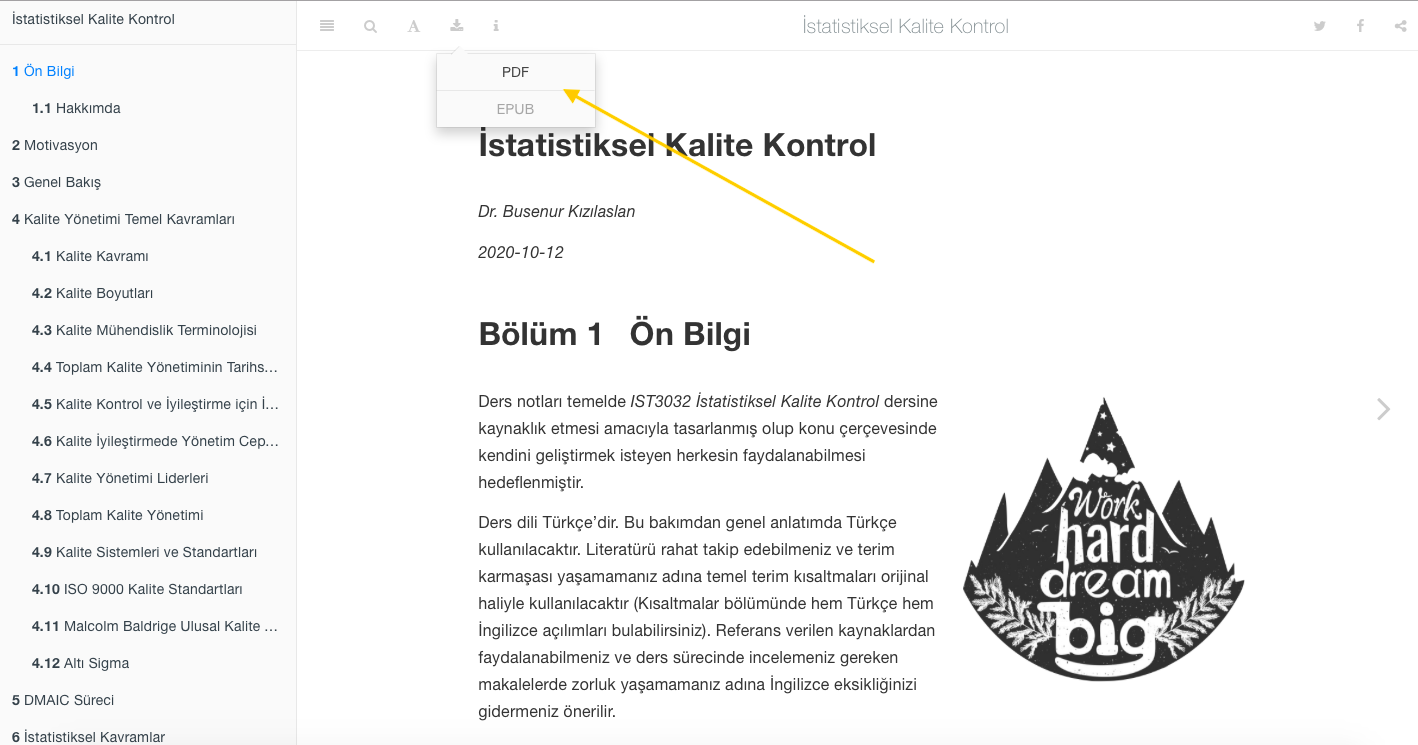 İstatistiksel Kalite Kontrol
1 Ön Bilgi
1.1 Hakkımda
2 Motivasyon
3 Genel Bakış
4 Kalite Yönetimi Temel Kavramları
4.1 Kalite Kavramı
4.2 Kalite Boyutları
4.3 Kalite Mühendislik Terminolojisi
4.4 Toplam Kalite Yönetiminin Tarihs...
4.5 Kalite Kontrol ve İyileştirme için İ...
4.6 Kalite İyileştirmede Yönetim Cep...
4.7 Kalite Yönetimi Liderleri
4.8 Toplam Kalite Yönetimi
4.9 Kalite Sistemleri ve Standartları
4.10 ISO 9000 Kalite Standartları
4.11 Malcolm Baldrige Ulusal Kalite ...
4.12 Altı Sigma
5 DMAIC Süreci
6 İstatistiksel Kavramlar
A
İstatistiksel Kalite Kontrol
PDF
EPUB
İstatistiksel Kalite Kontrol
Dr. Busenur Kızılaslan
2020-10-12
Bölüm 1 Ön Bilgi
Ders notları temelde IST3032 İstatistiksel Kalite Kontrol dersine
kaynaklık etmesi amacıyla tasarlanmış olup konu çerçevesinde
kendini geliştirmek isteyen herkesin faydalanabilmesi
hedeflenmiştir.
Ders dili Türkçe’dir. Bu bakımdan genel anlatımda Türkçe
kullanılacaktır. Literatürü rahat takip edebilmeniz ve terim
karmaşası yaşamamanız adına temel terim kısaltmaları orijinal
haliyle kullanılacaktır (Kısaltmalar bölümünde hem Türkçe hem
İngilizce açılımları bulabilirsiniz). Referans verilen kaynaklardan
faydalanabilmeniz ve ders sürecinde incelemeniz gereken
makalelerde zorluk yaşamamanız adına İngilizce eksikliğinizi
gidermeniz önerilir.
Work
hard
dream
big